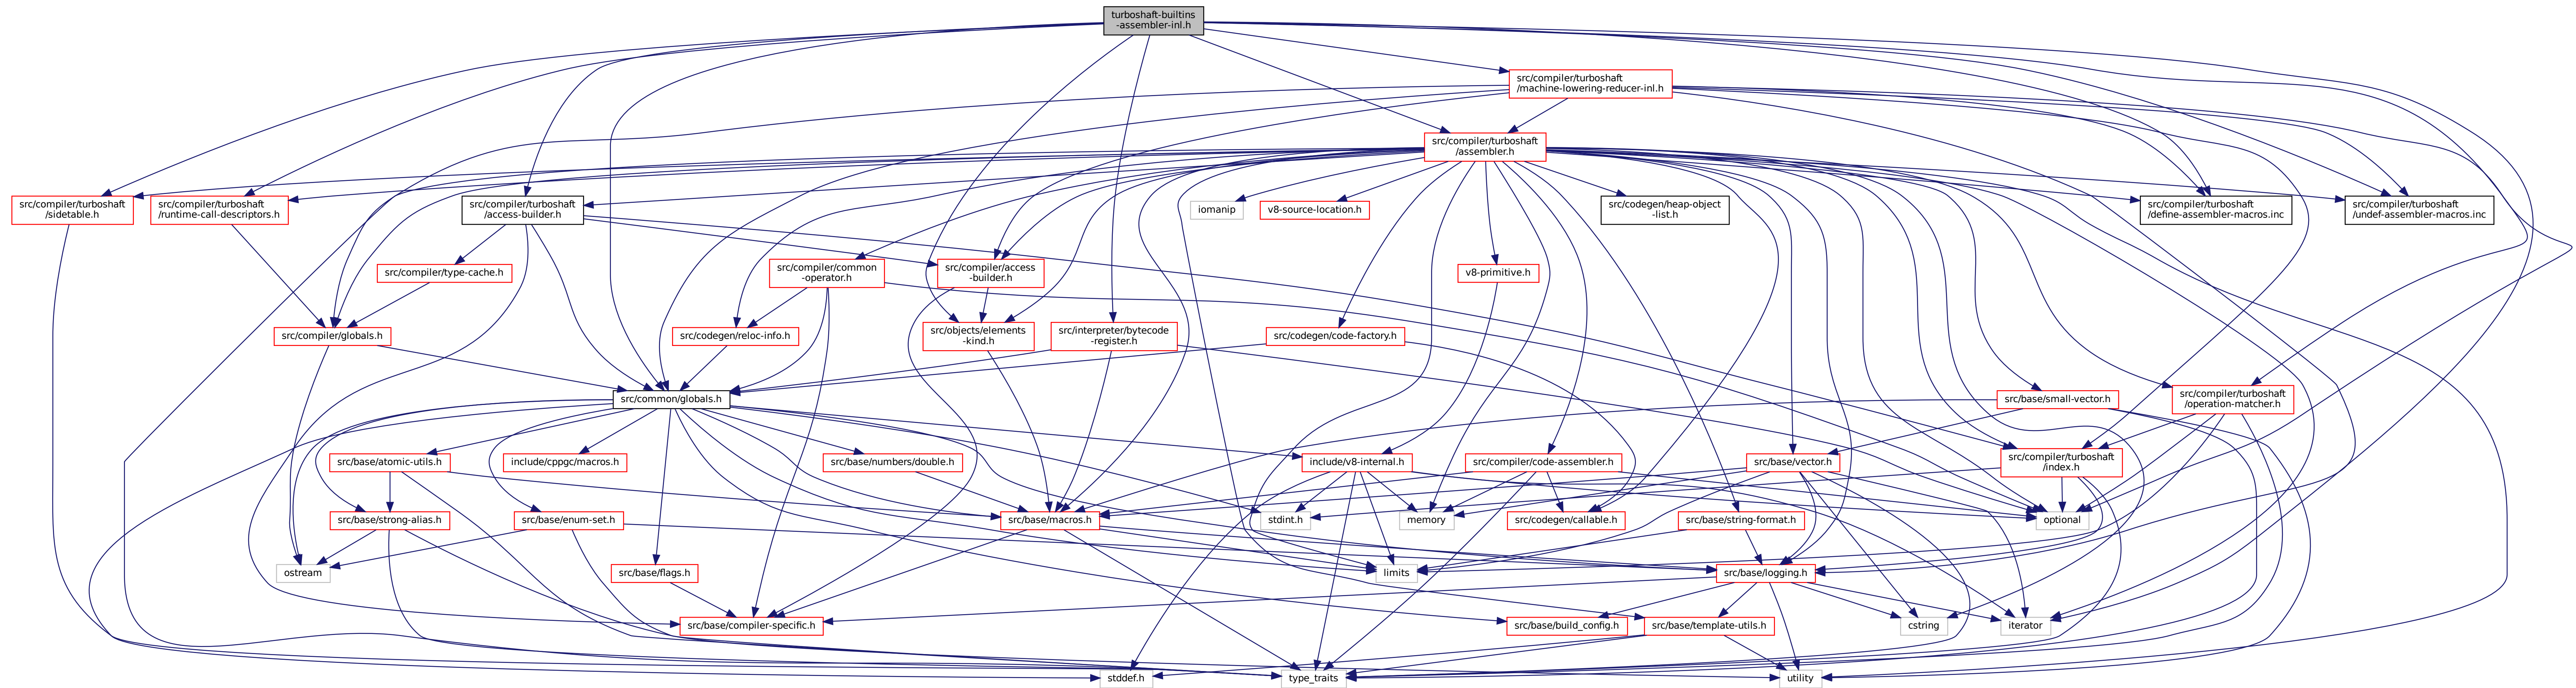 turboshaft-builtins
-assembler-inl.h
src/compiler/turboshaft
/machine-lowering-reducer-inl.h
src/compiler/turboshaft
/assembler.h
src/compiler/turboshaft
/sidetable.h
src/compiler/turboshaft
/runtime-call-descriptors.h
src/compiler/turboshaft
/access-builder.h
iomanip
v8-source-location.h
src/codegen/heap-object
-list.h
src/compiler/turboshaft
/define-assembler-macros.inc
src/compiler/turboshaft
/undef-assembler-macros.inc
src/compiler/type-cache.h
src/compiler/common
-operator.h
src/compiler/access
-builder.h
v8-primitive.h
src/compiler/globals.h
src/codegen/reloc-info.h
src/objects/elements
-kind.h
src/interpreter/bytecode
-register.h
src/codegen/code-factory.h
src/common/globals.h
src/base/small-vector.h
src/compiler/turboshaft
/operation-matcher.h
src/base/atomic-utils.h
include/cppgc/macros.h
src/base/numbers/double.h
include/v8-internal.h
src/compiler/code-assembler.h
src/base/vector.h
src/compiler/turboshaft
/index.h
src/base/strong-alias.h
src/base/enum-set.h
src/base/macros.h
stdint.h
memory
src/codegen/callable.h
src/base/string-format.h
optional
ostream
src/base/flags.h
limits
src/base/logging.h
src/base/compiler-specific.h
src/base/build_config.h
src/base/template-utils.h
cstring
iterator
stddef.h
type_traits
utility